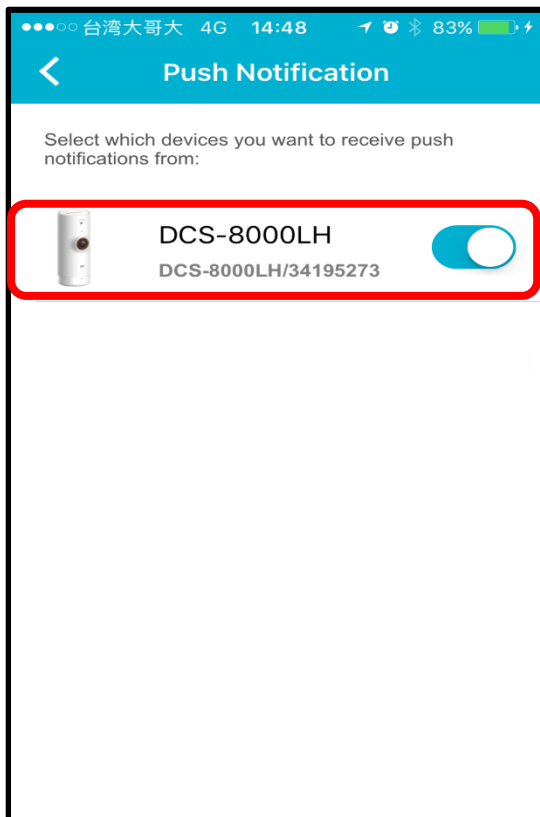 台湾大哥大 4G 14:48 83%
Push Notification
Select which devices you want to receive push
notifications from:
DCS-8000LH
DCS-8000LH/34195273